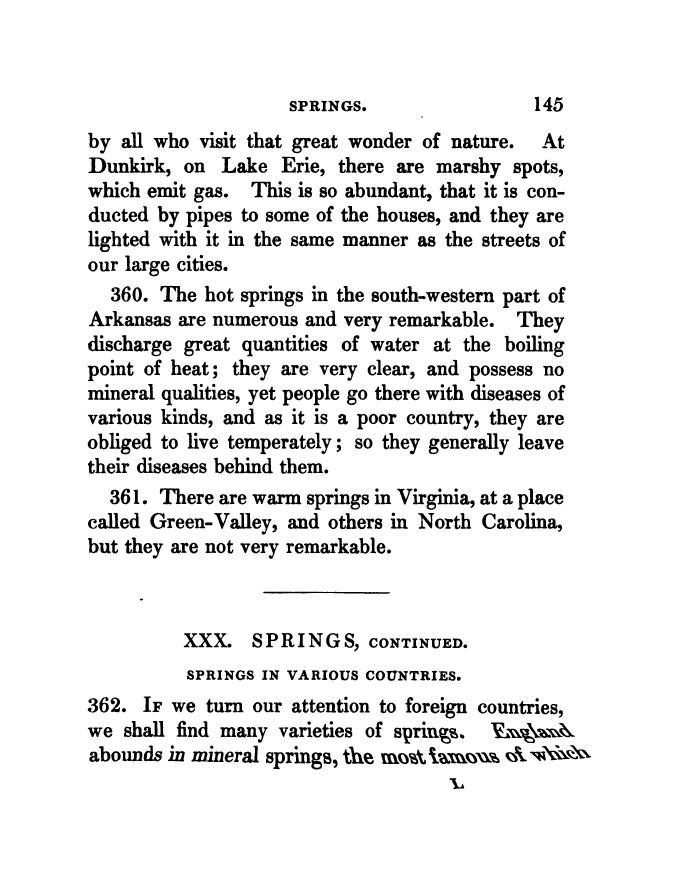 SPRINGS. 145
by all who visit that great wonder of nature. At
Dunkirk, on Lake Erie, there are marshy spots,
which emit gas. This is so abundant, that it is con-
ducted by pipes to some of the houses, and they are
lighted with it in the same manner as the streets of
our large cities.
360. The hot springs in the south-western part of
Arkansas are numerous and very remarkable. They
discharge great quantities of water at the boiling
point of heat; they are very clear, and possess no
mineral qualities, yet people go there with diseases of
various kinds, and as it is a poor country, they are
obliged to live temperately; so they generally leave
their diseases behind them.
361. There are warm springs in Virginia, at a place
called Green-Valley, and others in North Carolina,
but they are not very remarkable.
XXX. SPRINGS, CONTINUED.
SPRINGS IN VARIOUS COUNTRIES.
362. IF we turn our attention to foreign countries,
we shall find many varieties of springs. England
abounds in mineral springs, the most famous of which
L